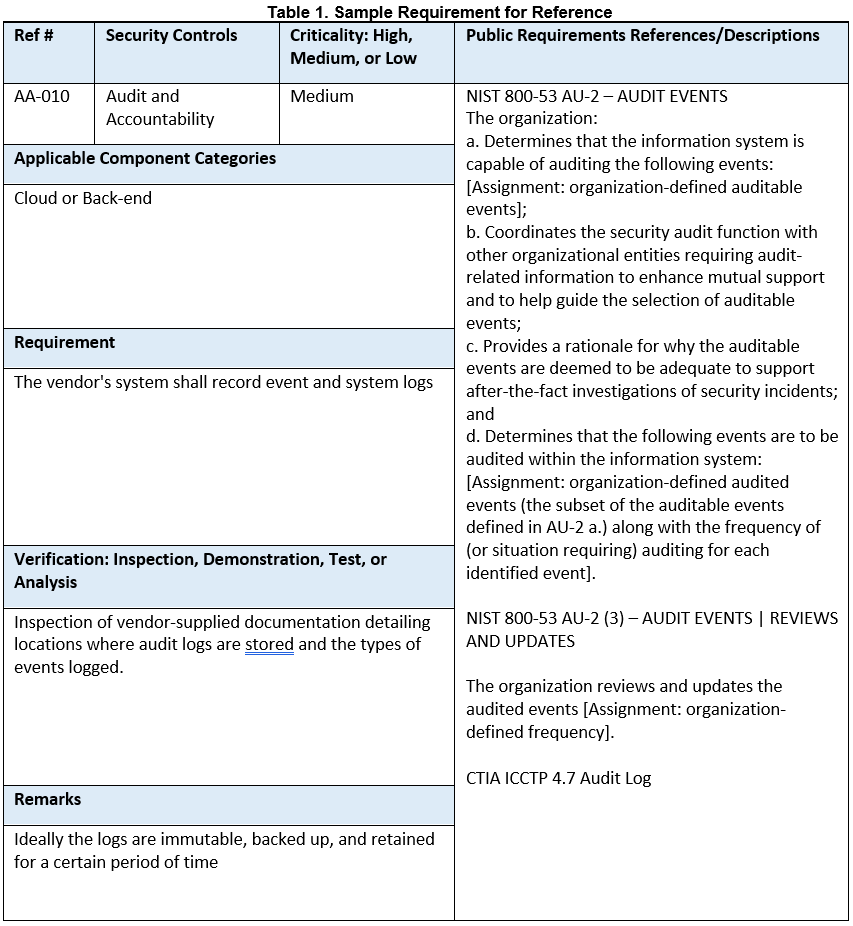 Table 1. Sample Requirement for Reference
Ref #
Security Controls
Criticality: High,
Medium, or Low
Public Requirements References/Descriptions
AA-010
Audit and
Accountability
Medium
Applicable Component Categories
Cloud or Back-end
Requirement
The vendor's system shall record event and system logs
Verification: Inspection, Demonstration, Test, or
Analysis
Inspection of vendor-supplied documentation detailing
locations where audit logs are stored and the types of
events logged.
Remarks
Ideally the logs are immutable, backed up, and retained
for a certain period of time
NIST 800-53 AU-2 – AUDIT EVENTS
The organization:
a. Determines that the information system is
capable of auditing the following events:
[Assignment: organization-defined auditable
events];
b. Coordinates the security audit function with
other organizational entities requiring audit-
related information to enhance mutual support
and to help guide the selection of auditable
events;
c. Provides a rationale for why the auditable
events are deemed to be adequate to support
after-the-fact investigations of security incidents;
and
d. Determines that the following events are to be
audited within the information system:
[Assignment: organization-defined audited
events (the subset of the auditable events
defined in AU-2 a.) along with the frequency of
(or situation requiring) auditing for each
identified event].
NIST 800-53 AU-2 (3) – AUDIT EVENTS | REVIEWS
AND UPDATES
The organization reviews and updates the
audited events [Assignment: organization-
defined frequency].
CTIA ICCTP 4.7 Audit Log